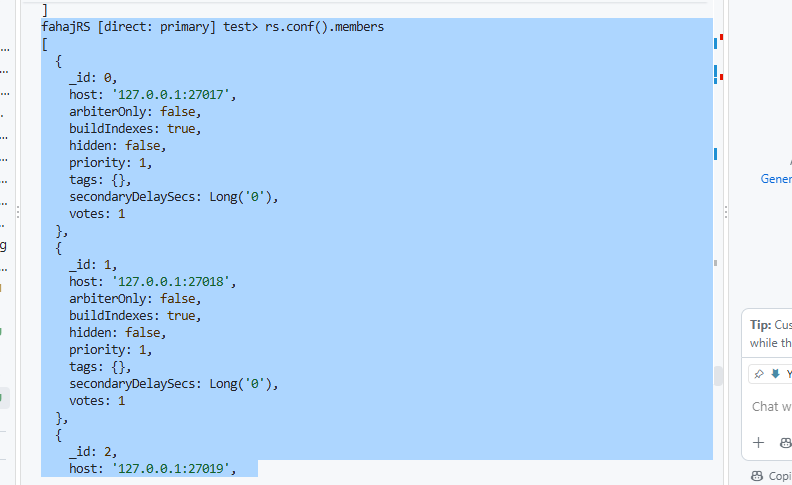 ]
fahajRS [direct: primary] test> rs.conf().members
[
  {
    _id: 0,
    host: '127.0.0.1:27017',
    arbiterOnly: false,
    buildIndexes: true,
    hidden: false,
    priority: 1,
    tags: {},
    secondaryDelaySecs: Long('0'),
    votes: 1
  },
  {
    _id: 1,
    host: '127.0.0.1:27018',
    arbiterOnly: false,
    buildIndexes: true,
    hidden: false,
    priority: 1,
    tags: {},
    secondaryDelaySecs: Long('0'),
    votes: 1
  },
  {
    _id: 2,
    host: '127.0.0.1:27019',
Gener
Tip: Cus
while th
Y
Chat w
Copi